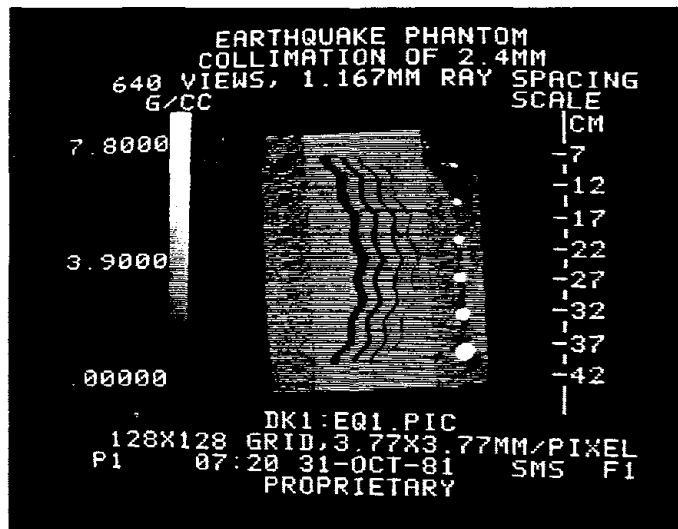 EARTHQUAKE PHANTOM
COLLIMATION OF 2.4MM
640 VIEWS, 1.167MM RAY SPACING
G/CC SCALE
CM
7.8000
3.9000
.00000
-7
-12
-17
-22
-27
-32
-37
-42
DK1:EQ1.PIC
128X128 GRID,3.77X3.77MM/PIXEL
P1 07:20 31-OCT-81 SMS F1
PROPRIETARY